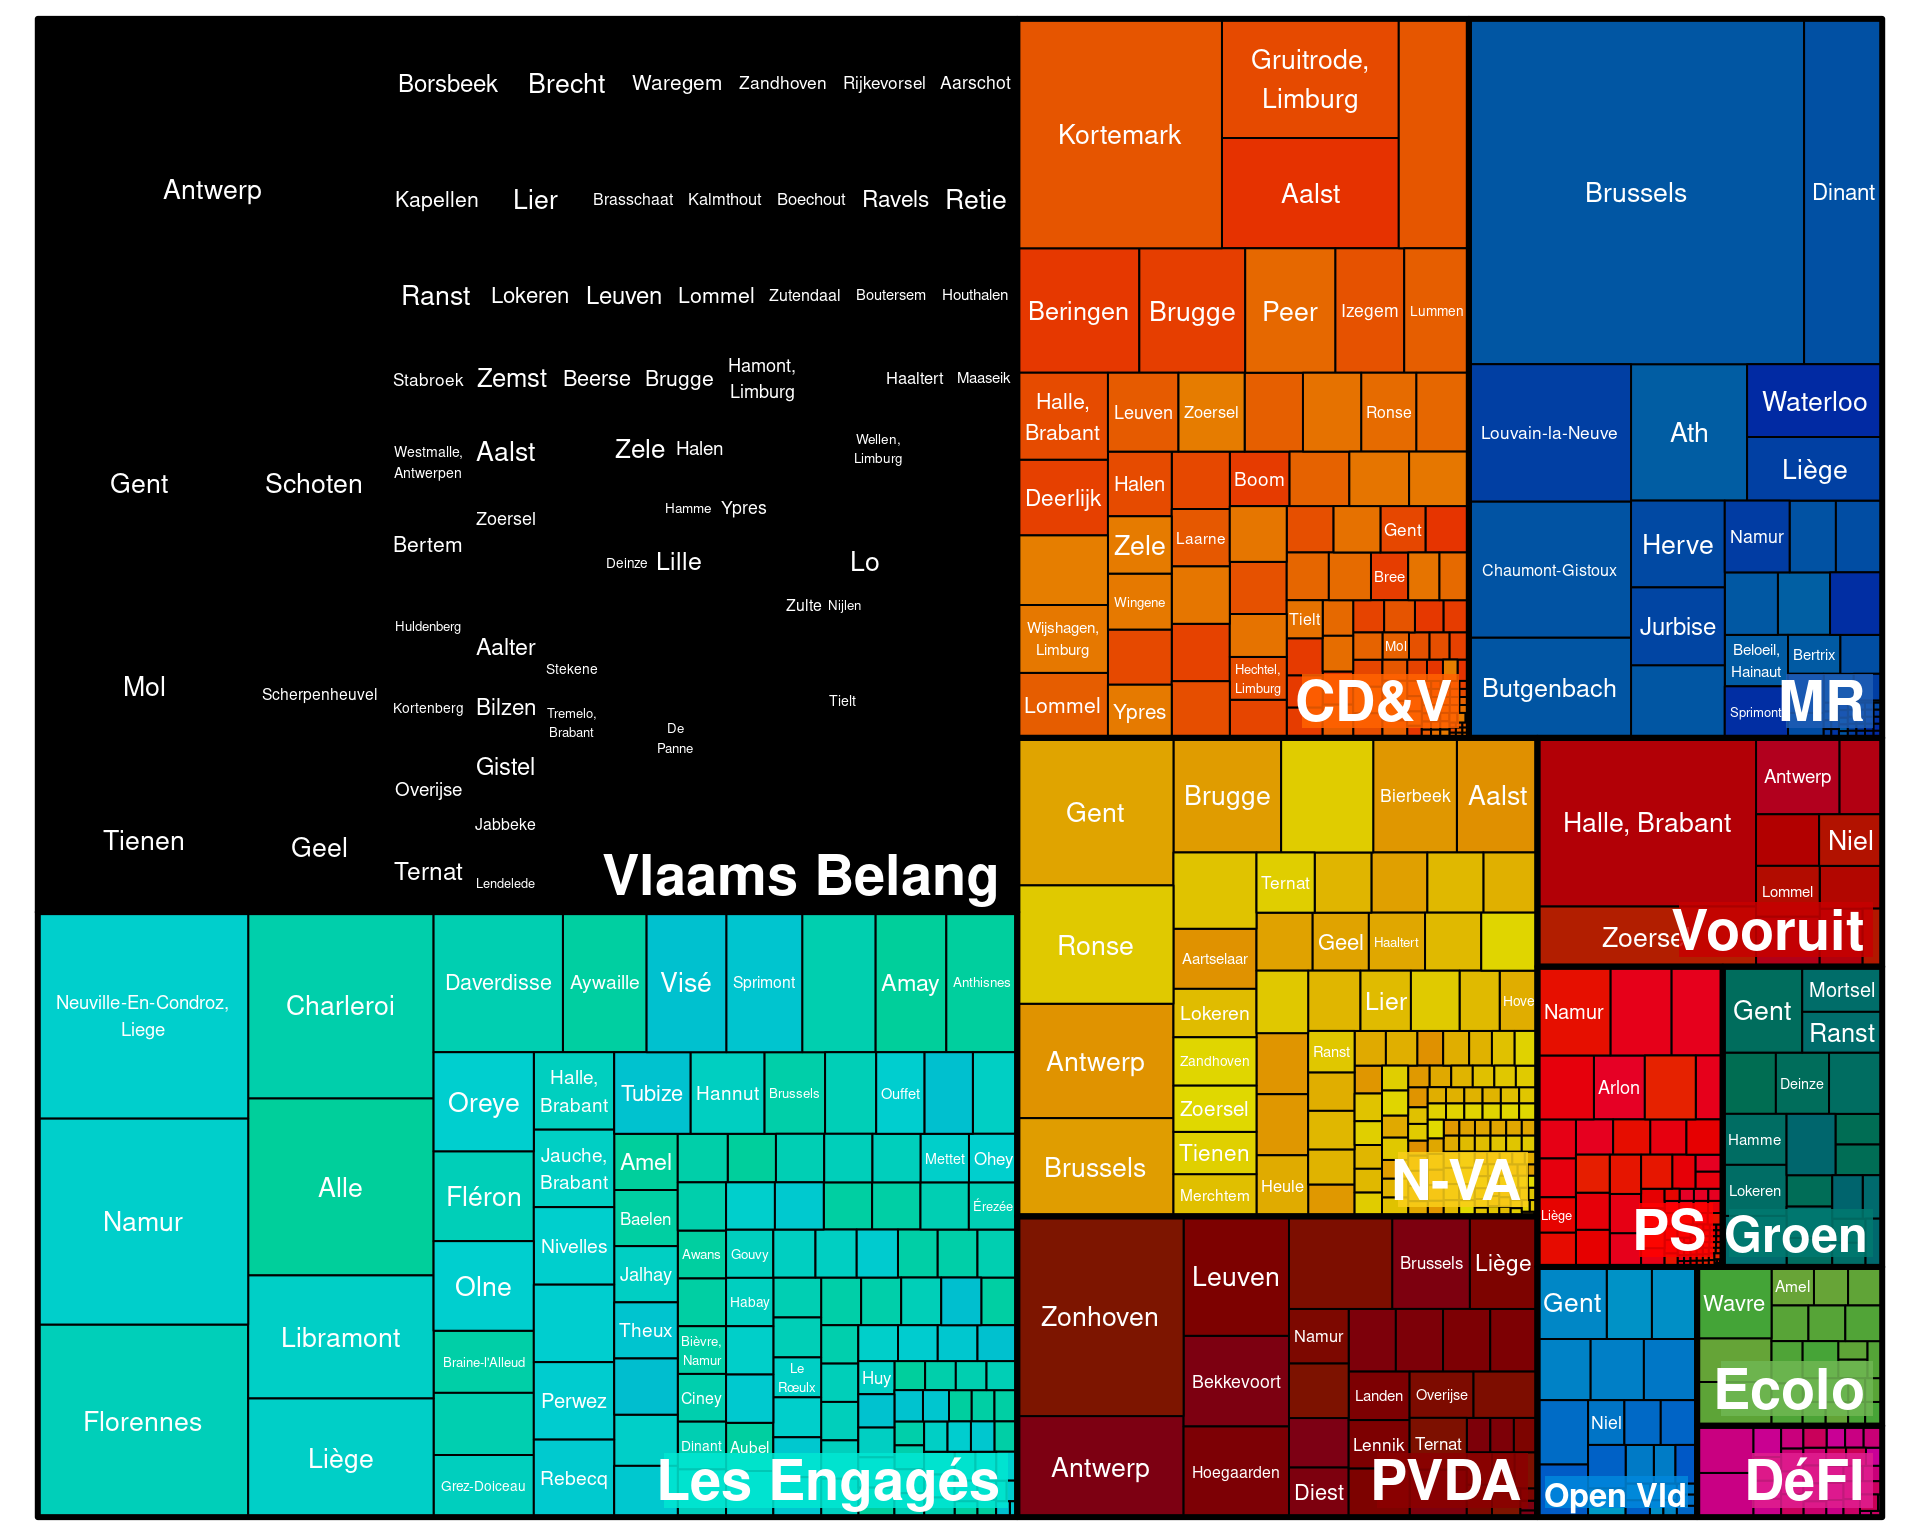 Borsbeek
Brecht
Waregem
Zandhoven
Rijkevorsel
Aarschot
Antwerp
Kapellen
Lier
Brasschaat
Kalmthout
Boechout
Ravels
Retie
Ranst
Lokeren
Leuven
Lommel
Zutendaal
Boutersem
Houthalen
Stabroek
Zemst
Beerse
Brugge
Hamont,
Limburg
Haaltert
Maaseik
Westmalle,
Antwerpen
Aalst
Zele
Halen
Wellen,
Limburg
Gent
Schoten
Zoersel
Hamme
Ypres
Bertem
Deinze
Lille
Lo
Zulte
Nijlen
Huldenberg
Aalter
Stekene
Mol
Scherpenheuvel
Kortenberg
Bilzen
Tremelo,
Brabant
De
Panne
Tielt
Gistel
Overijse
Jabbeke
Tienen
Geel
Ternat
Lendelede
Vlaams Belang
Kortemark
Gruitrode,
Limburg
Aalst
Beringen
Brugge
Peer
Izegem
Lummen
Halle,
Brabant
Leuven
Zoersel
Ronse
Deerlijk
Halen
Boom
Zele
Laarne
Gent
Bree
Wingene
Wijshagen,
Limburg
Tielt
Mol
Hechtel,
Limburg
Lommel
Ypres
CD&V
Brussels
Dinant
Louvain-la-Neuve
Ath
Waterloo
Liège
Chaumont-Gistoux
Herve
Namur
Jurbise
Beloeil,
Hainaut
Bertrix
Butgenbach
Sprimont
MR
Gent
Brugge
Bierbeek
Aalst
Ternat
Ronse
Geel
Haaltert
Aartselaar
Lokeren
Lier
Hove
Antwerp
Zandhoven
Ranst
Zoersel
Tienen
Brussels
Merchtem
Heule
N-VA
Halle, Brabant
Antwerp
Niel
Lommel
Zoerse
Vooruit
Namur
Arlon
Liège
PS
Gent
Mortsel
Ranst
Deinze
Hamme
Lokeren
Groen
Neuville-En-Condroz,
Liege
Charleroi
Daverdisse
Aywaille
Visé
Sprimont
Amay
Anthisnes
Oreye
Halle,
Brabant
Tubize
Hannut
Brussels
Ouffet
Namur
Alle
Fléron
Jauche,
Brabant
Amel
Mettet
Ohey
Baelen
Érezée
Nivelles
Awans
Gouvy
Olne
Jalhay
Habay
Libramont
Theux
Bièvre,
Namur
Braine-l'Alleud
Le
Rœulx
Huy
Florennes
Perwez
Ciney
Liège
Dinant
Aubel
Grez-Doiceau
Rebecq
Les Engagés
Zonhoven
Leuven
Brussels
Liège
Namur
Bekkevoort
Landen
Overijse
Antwerp
Hoegaarden
Lennik
Ternat
Diest
PVDA
Gent
Niel
Open Vld
Wavre
Amel
Ecolo
DéFI